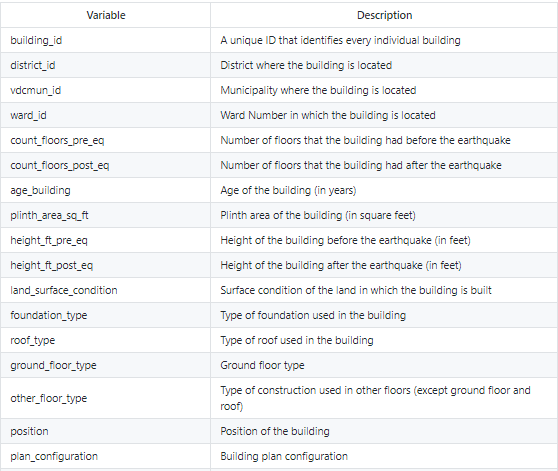 Variable Description
building_id A unique ID that identifies every individual building
district_id District where the building is located
vdcmun_id Municipality where the building is located
ward_id Ward Number in which the building is located
count_floors_pre_eq Number of floors that the building had before the earthquake
count_floors_post_eq Number of floors that the building had after the earthquake
age_building Age of the building (in years)
plinth_area_sq_ft Plinth area of the building (in square feet)
height_ft_pre_eq Height of the building before the earthquake (in feet)
height_ft_post_eq Height of the building after the earthquake (in feet)
land_surface_condition Surface condition of the land in which the building is built
foundation_type Type of foundation used in the building
roof_type Type of roof used in the building
ground_floor_type Ground floor type
other_floor_type Type of construction used in other floors (except ground floor and
roof)
position Position of the building
plan_configuration Building plan configuration